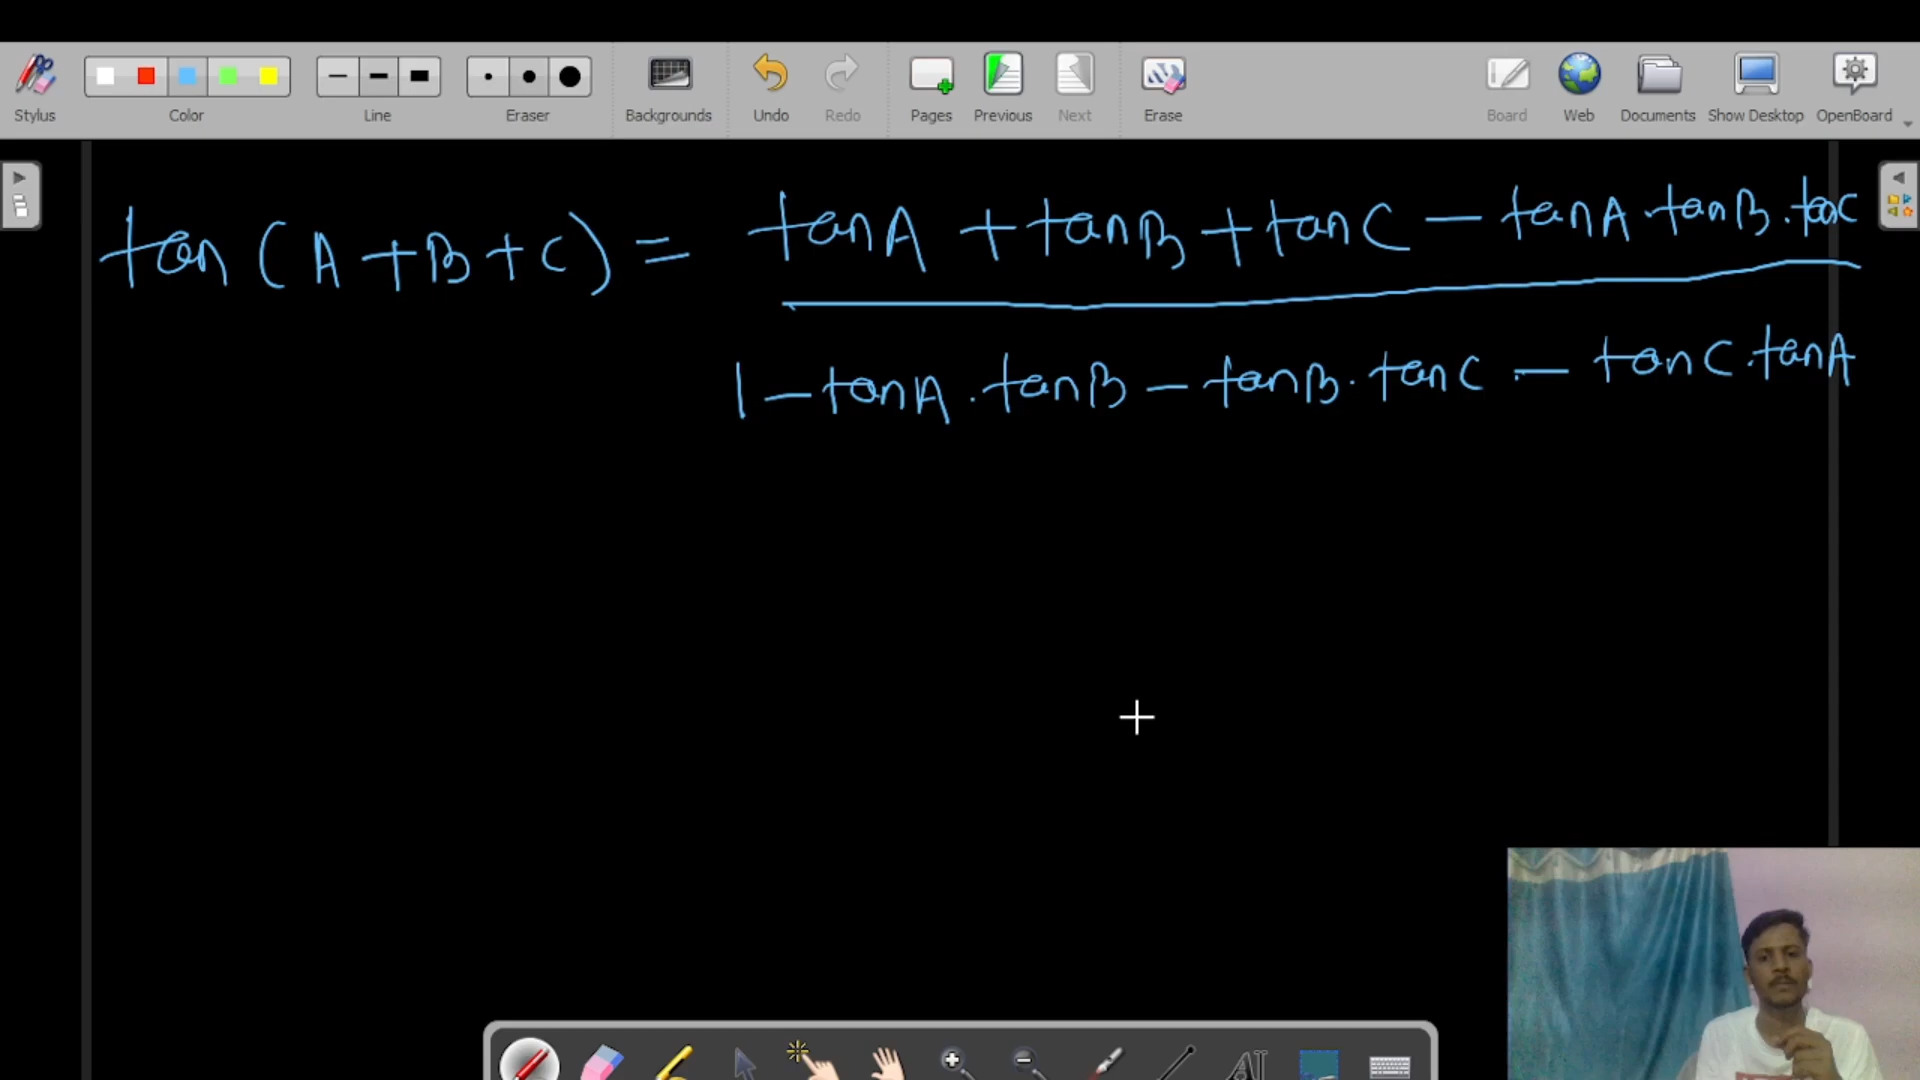 Stylus Color Line Eraser Backgrounds Undo Redo Pages Previous Next Erase Board Web Documents Show Desktop OpenBoard
tan (A+B+C) = tanA + tanB + tanC - tanA.tanB.tanC
1 - tanA.tanB - tanB.tanC - tanC.tanA